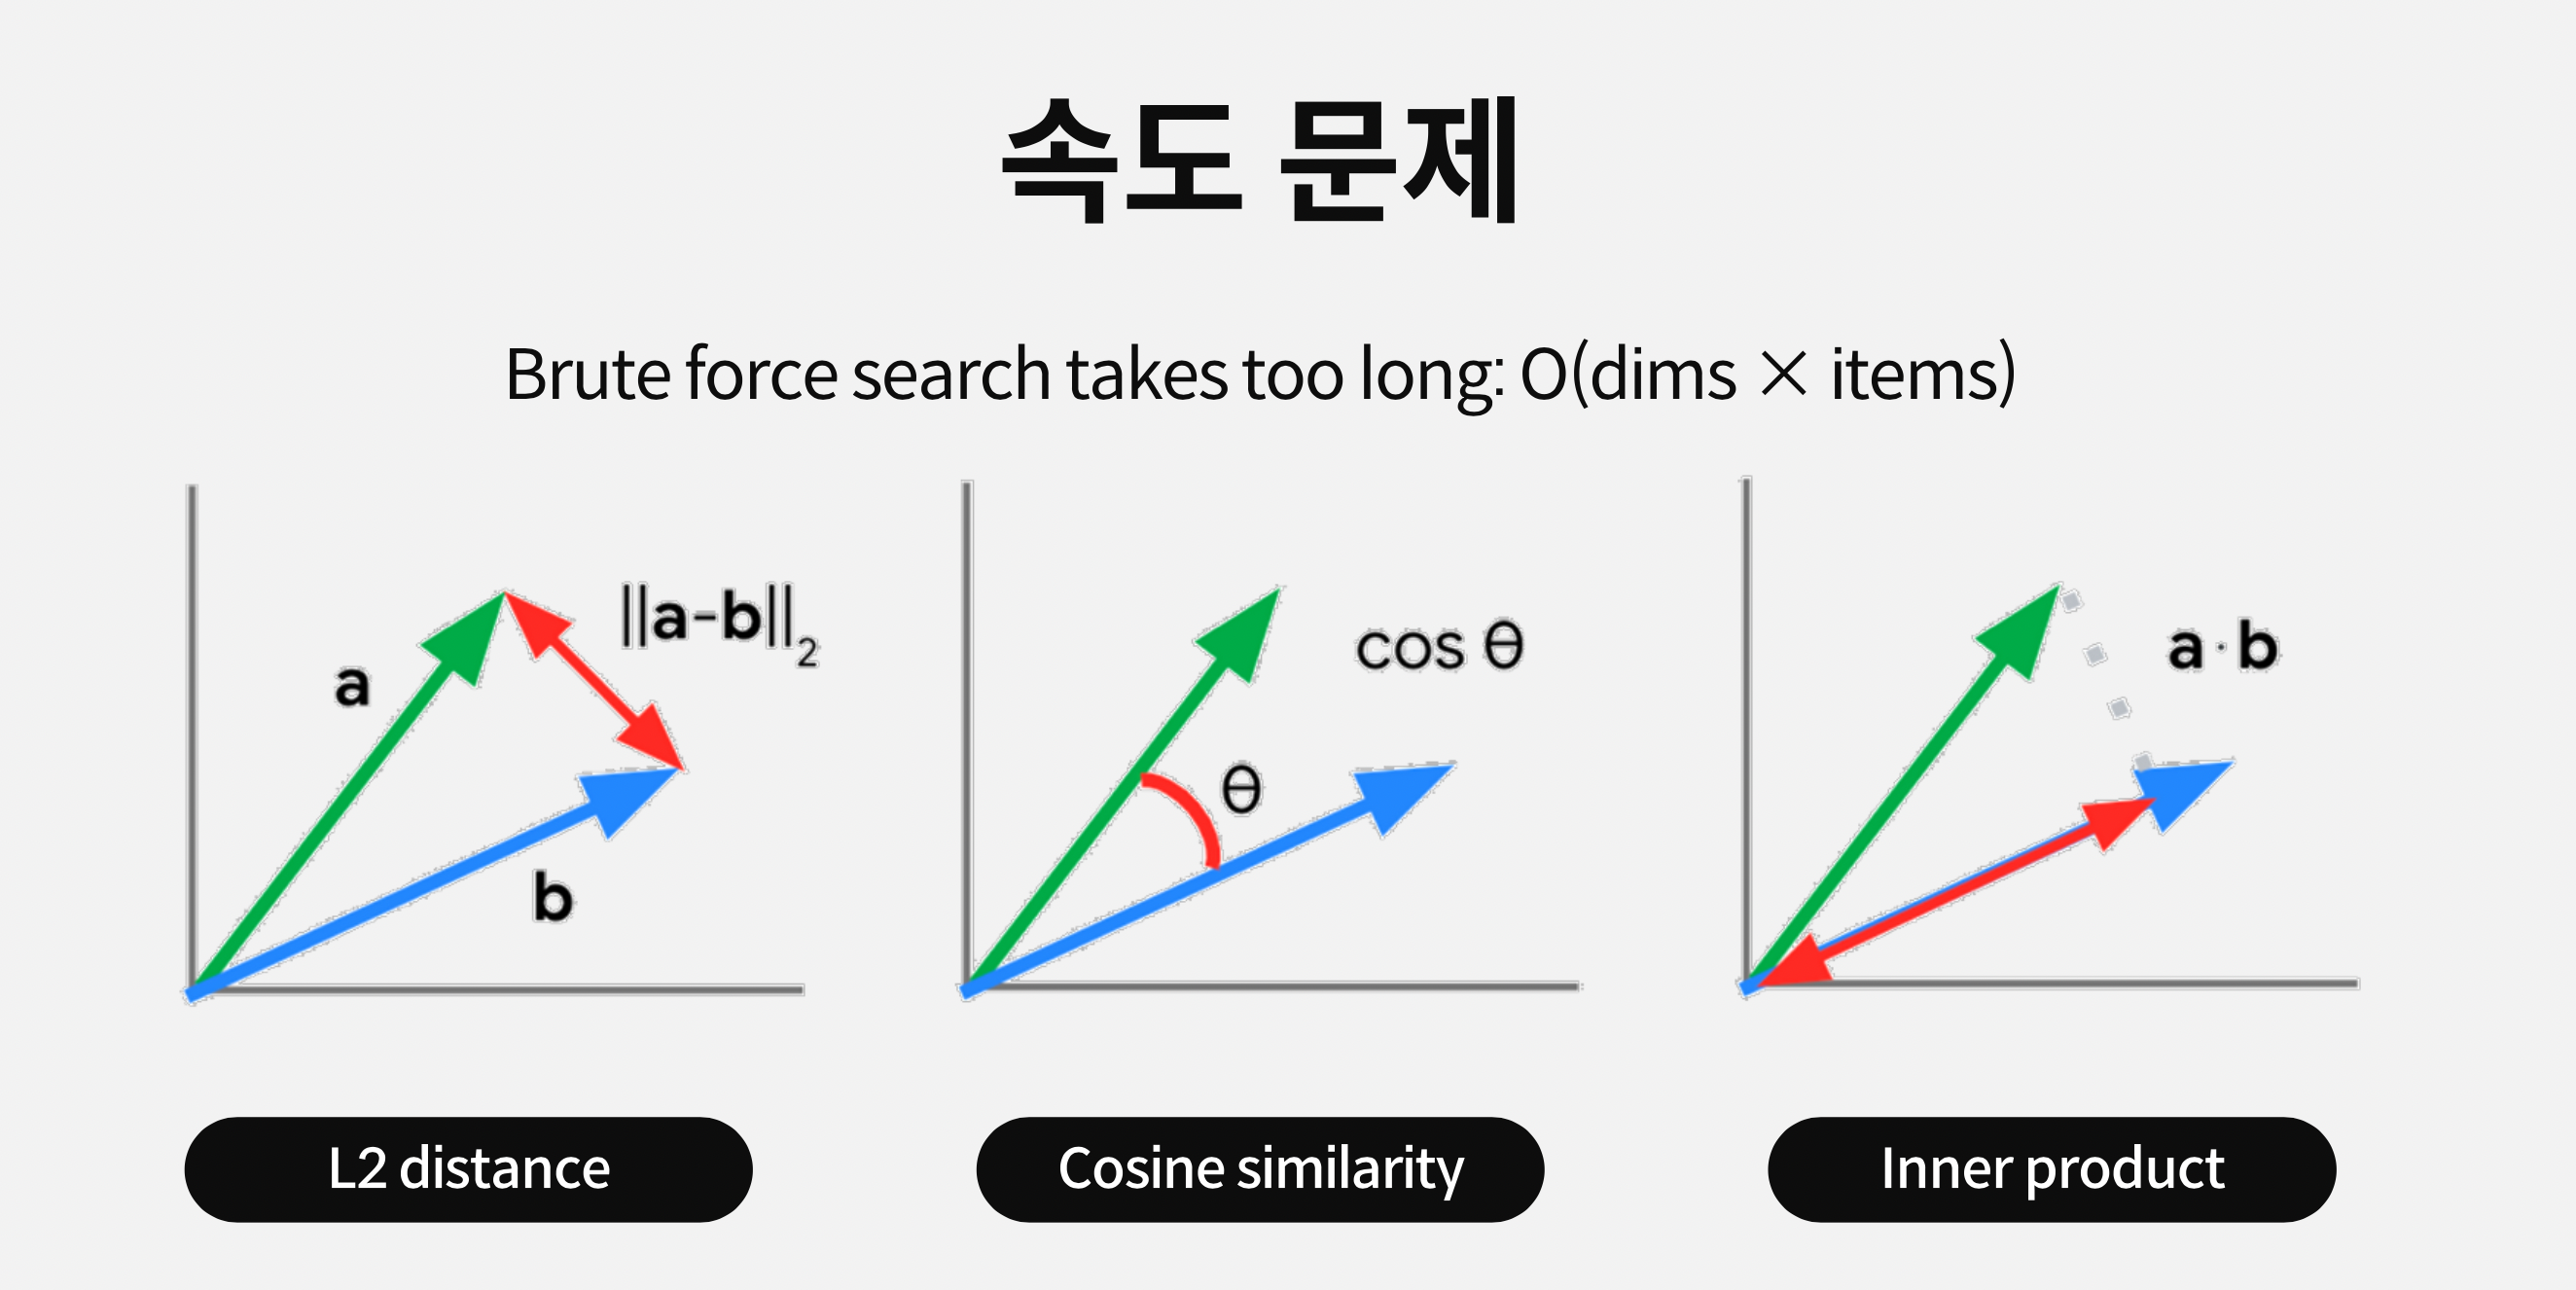 속도 문제
Brute force search takes too long: O(dims × items)
||a-b||₂
a
b
cos θ
θ
a · b
L2 distance
Cosine similarity
Inner product